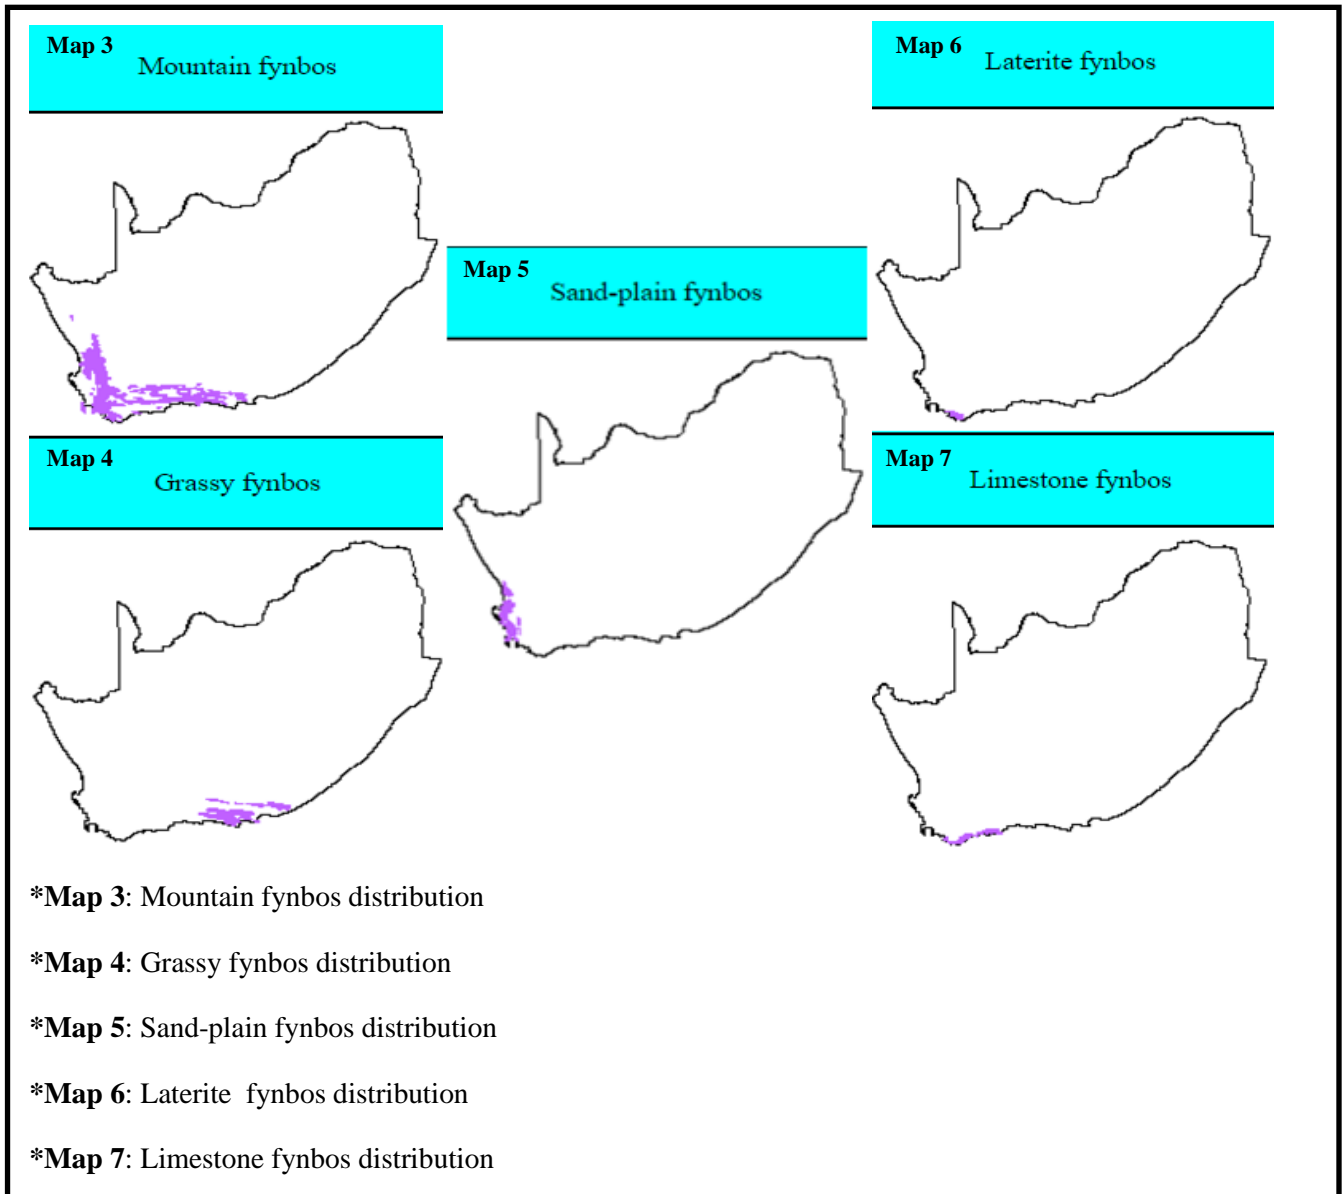 Map 3
Mountain fynbos
Map 4
Grassy fynbos
Map 5
Sand-plain fynbos
Map 6
Laterite fynbos
Map 7
Limestone fynbos
*Map 3: Mountain fynbos distribution
*Map 4: Grassy fynbos distribution
*Map 5: Sand-plain fynbos distribution
*Map 6: Laterite  fynbos distribution
*Map 7: Limestone fynbos distribution